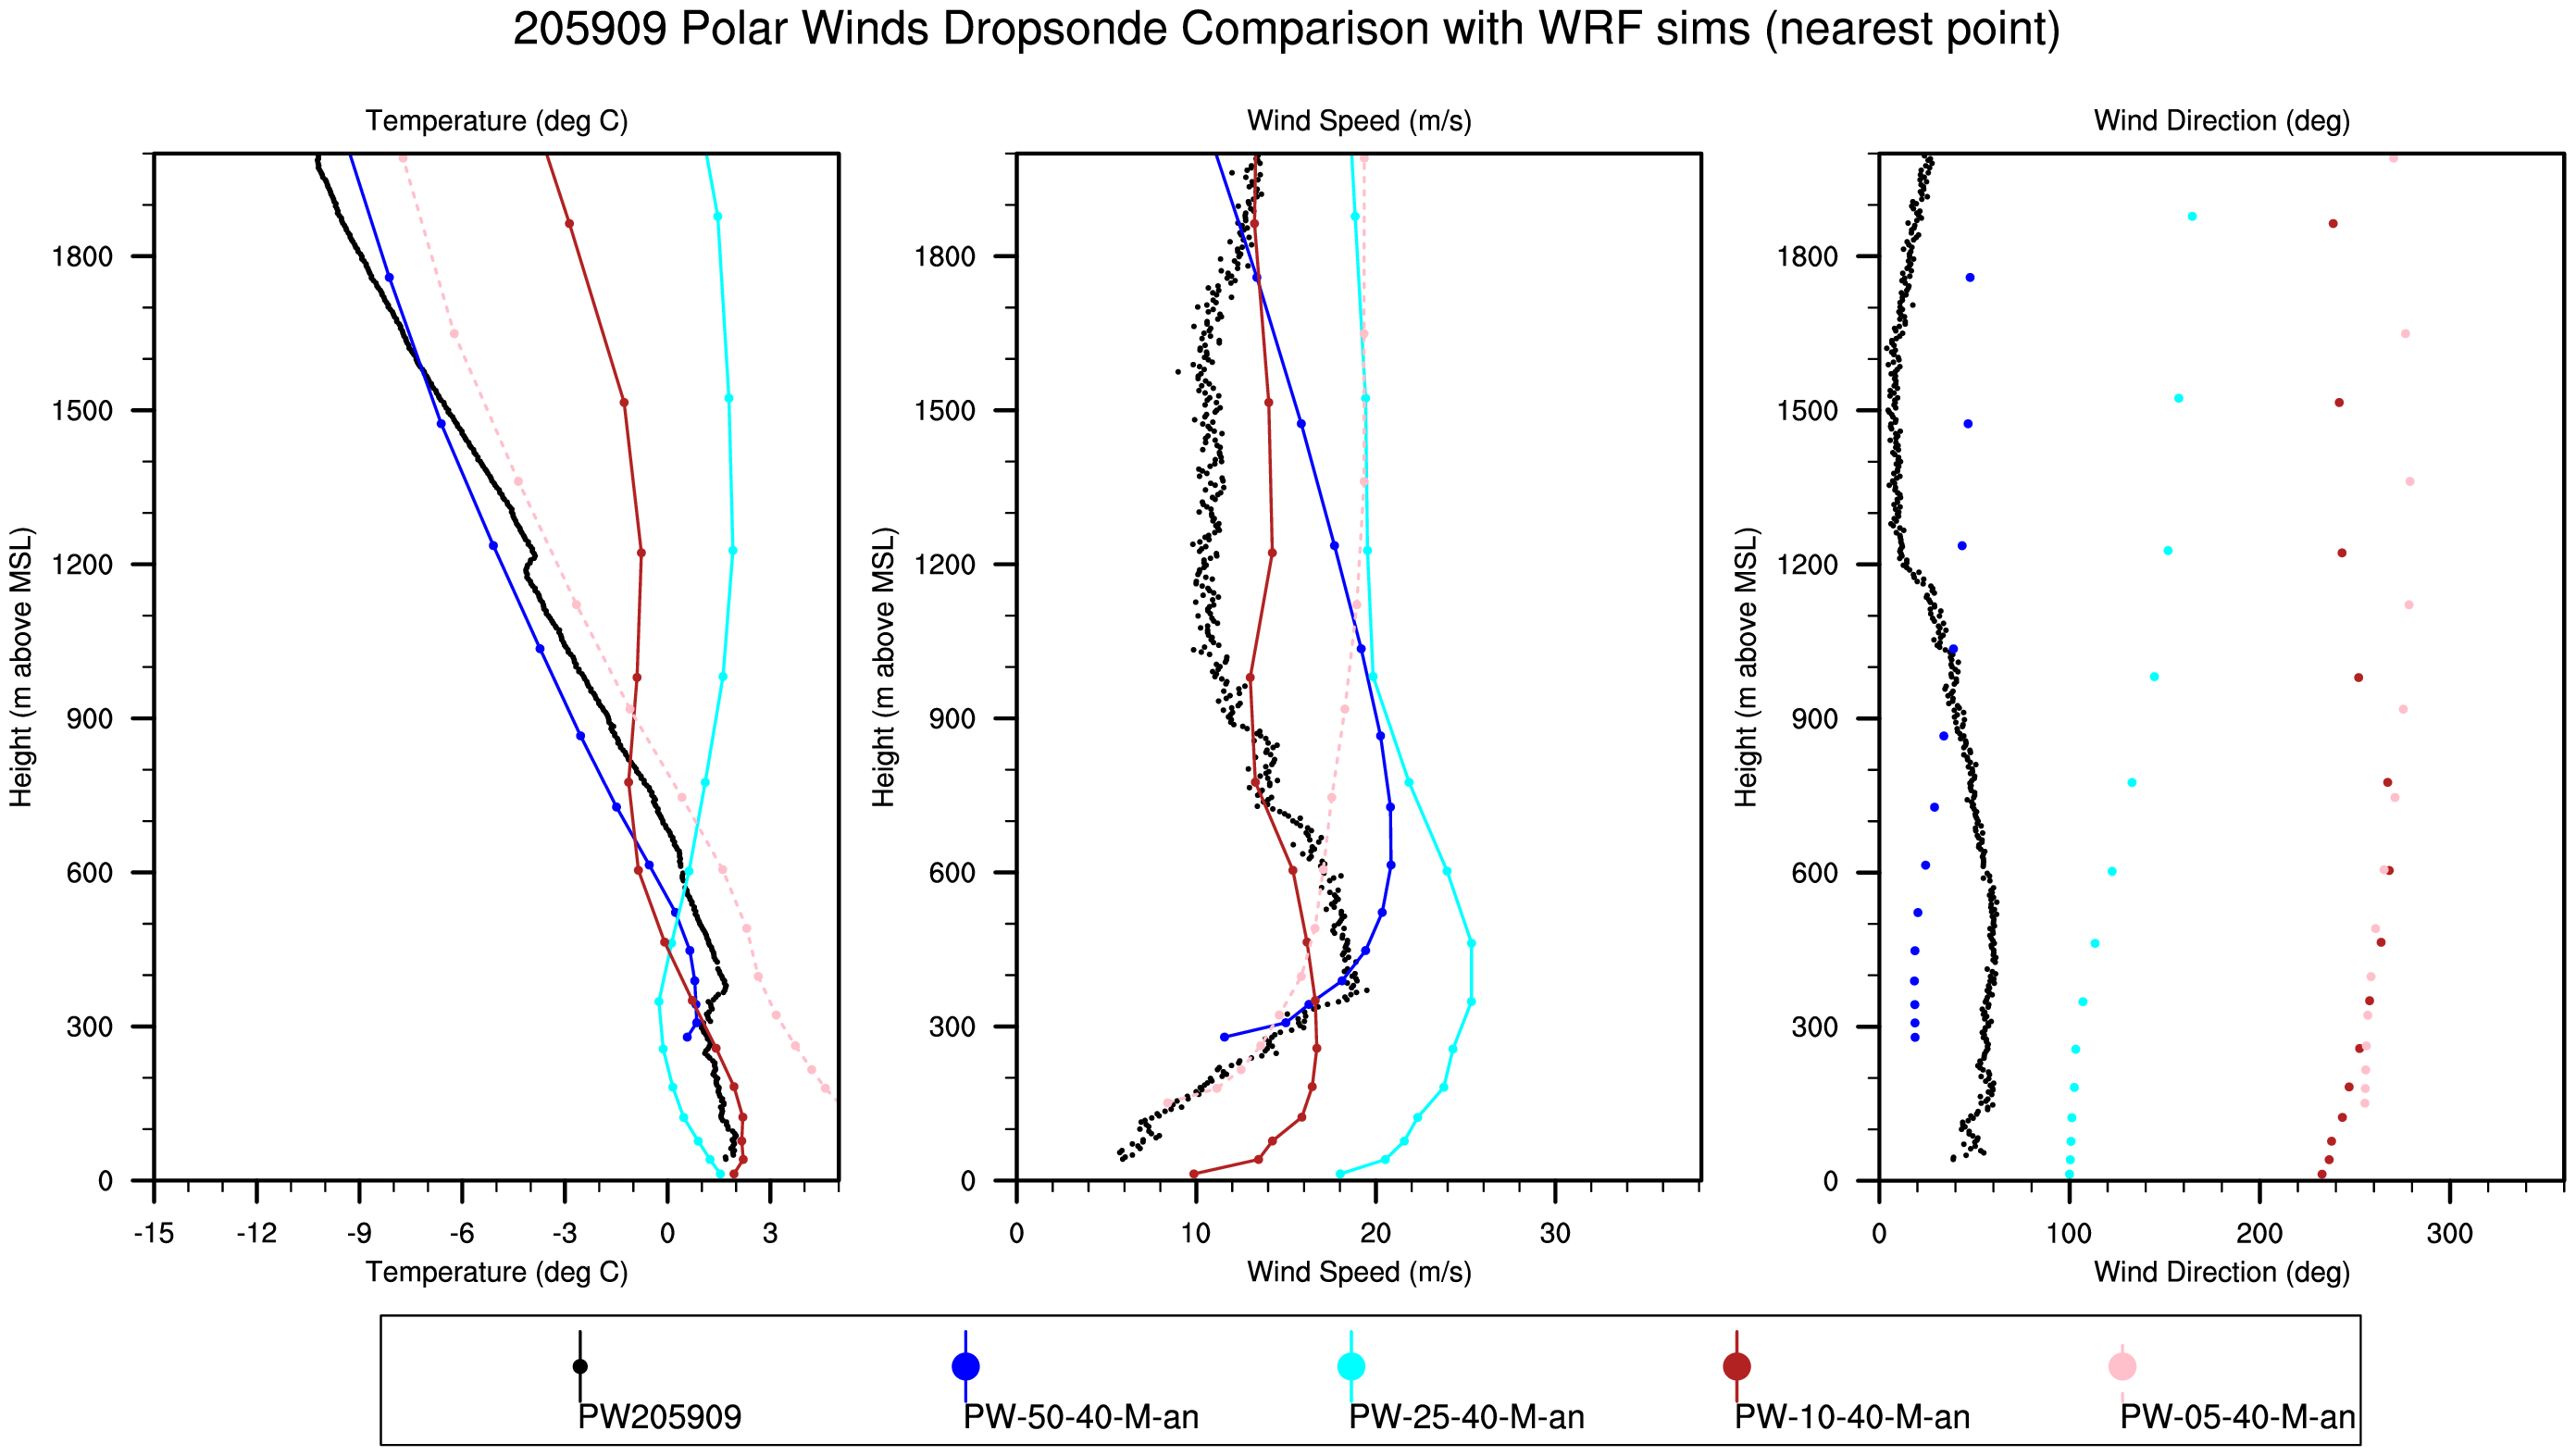 205909 Polar Winds Dropsonde Comparison with WRF sims (nearest point)
Temperature (deg C)
Height (m above MSL)
1800
1500
1200
900
600
300
0
-15 -12 -9 -6 -3 0 3
Temperature (deg C)
Wind Speed (m/s)
Height (m above MSL)
1800
1500
1200
900
600
300
0
0 10 20 30
Wind Speed (m/s)
Wind Direction (deg)
Height (m above MSL)
1800
1500
1200
900
600
300
0
0 100 200 300
Wind Direction (deg)
PW205909 PW-50-40-M-an PW-25-40-M-an PW-10-40-M-an PW-05-40-M-an